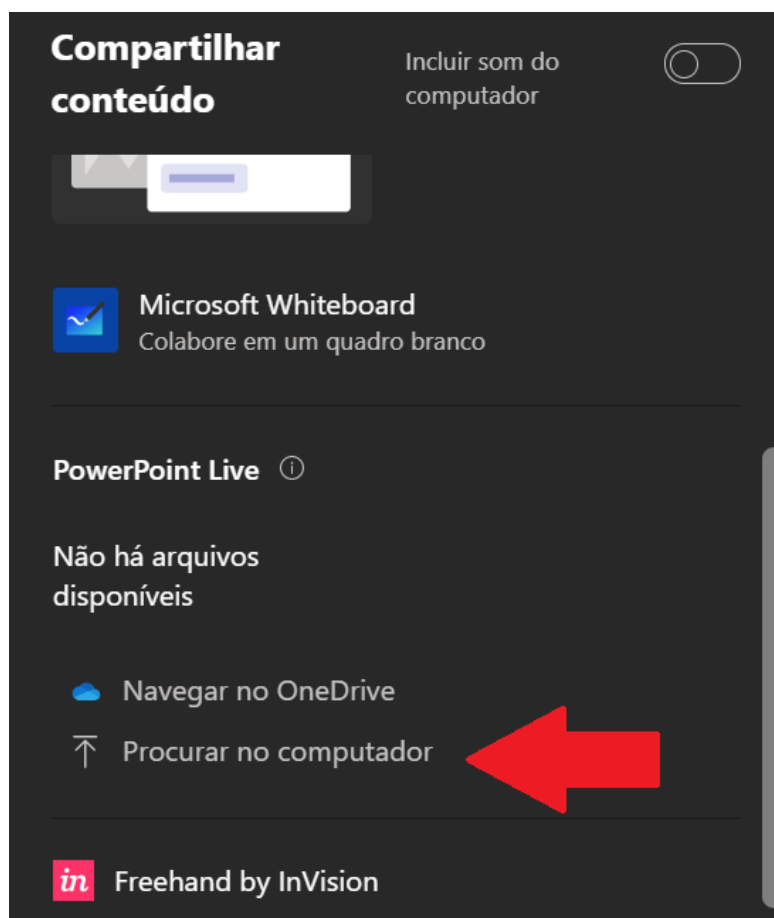 Compartilhar
conteúdo
Incluir som do
computador
Microsoft Whiteboard
Colabore em um quadro branco
PowerPoint Live
Não há arquivos
disponíveis
Navegar no OneDrive
Procurar no computador
in Freehand by InVision